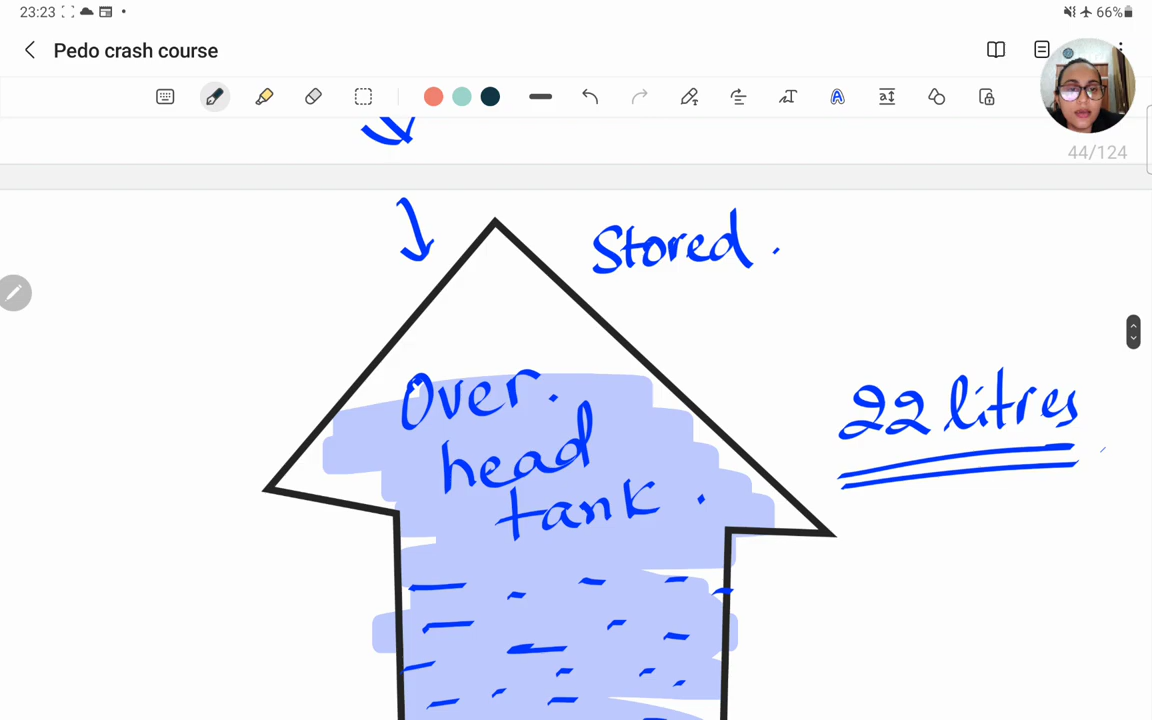 23:23
66%
Pedo crash course
44/124
Stored.
Over.
head
tank.
22 litres